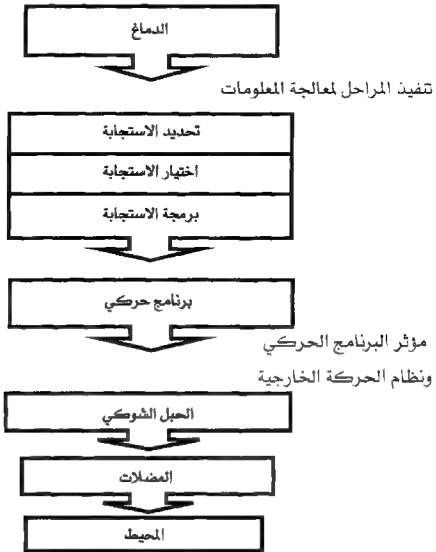 الدماغ
تنفيذ المراحل لمعالجة المعلومات
تحديد الاستجابة
اختيار الاستجابة
برمجة الاستجابة
برنامج حركي
مؤثر البرنامج الحركي
ونظام الحركة الخارجية
الحبل الشوكي
العضلات
المحيط